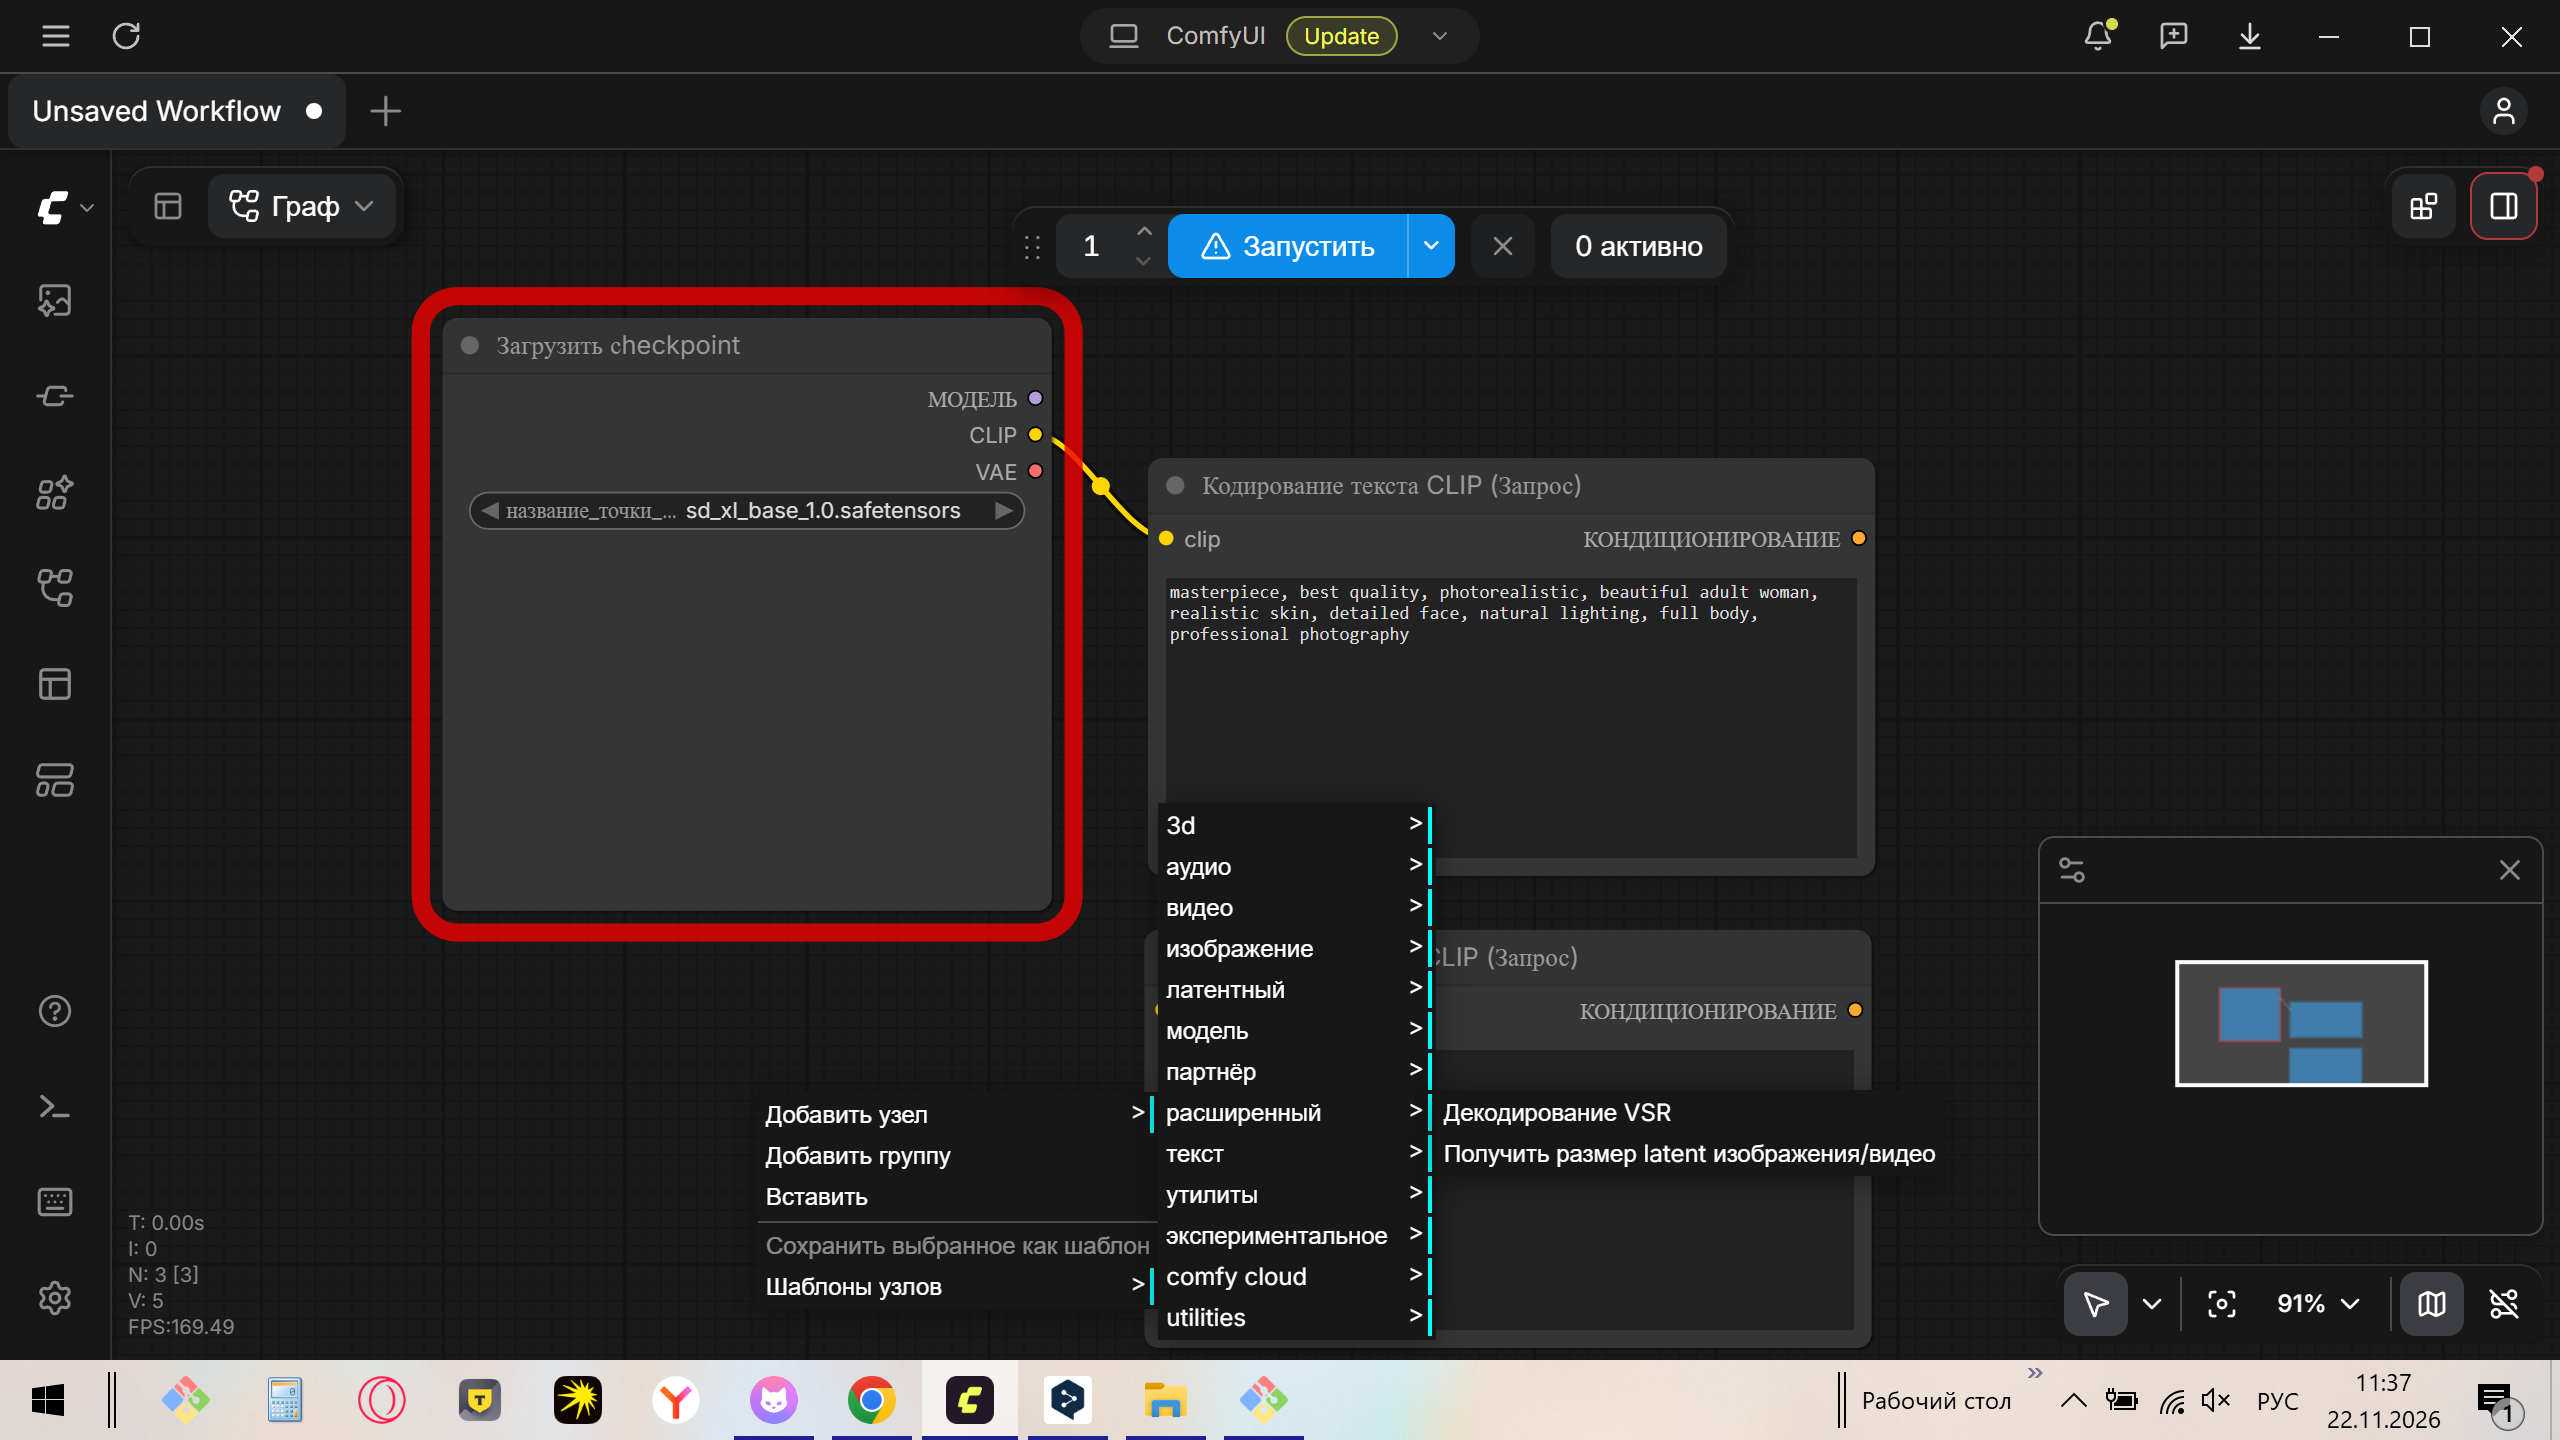 ComfyUI Update
Unsaved Workflow
Граф
1 Запустить 0 активно
Загрузить checkpoint
МОДЕЛЬ
CLIP
VAE
название_точки_... sd_xl_base_1.0.safetensors
Кодирование текста CLIP (Запрос)
clip КОНДИЦИОНИРОВАНИЕ
masterpiece, best quality, photorealistic, beautiful adult woman,
realistic skin, detailed face, natural lighting, full body,
professional photography
CLIP (Запрос)
КОНДИЦИОНИРОВАНИЕ
3d >
аудио >
видео >
изображение >
латентный >
модель >
партнёр >
расширенный >
текст >
утилиты >
экспериментальное >
comfy cloud >
utilities >
Добавить узел >
Добавить группу
Вставить
Сохранить выбранное как шаблон
Шаблоны узлов >
Декодирование VSR
Получить размер latent изображения/видео
T: 0.00s
I: 0
N: 3 [3]
V: 5
FPS:169.49
91%
Рабочий стол
РУС
11:37
22.11.2026
1